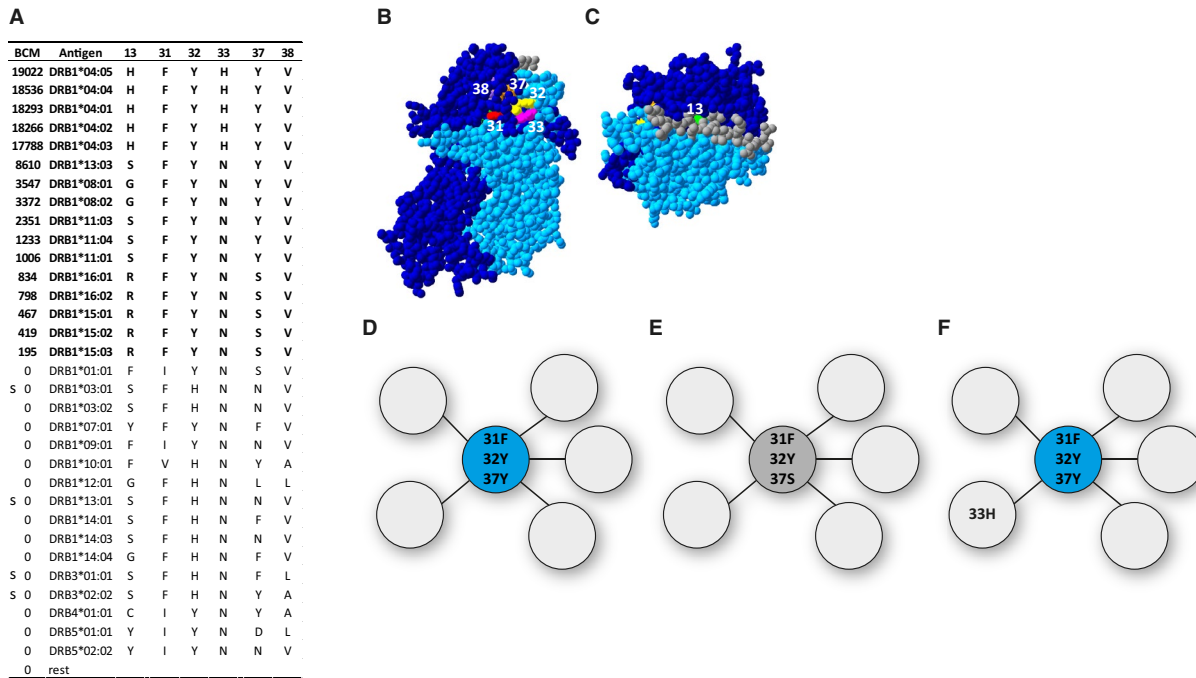 A
BCM Antigen 13 31 32 33 37 38
19022 DRB1*04:05 H F Y H Y V
18536 DRB1*04:04 H F Y H Y V
18293 DRB1*04:01 H F Y H Y V
18266 DRB1*04:02 H F Y H Y V
17788 DRB1*04:03 H F Y H Y V
8610 DRB1*13:03 S F Y N Y V
3547 DRB1*08:01 G F Y N Y V
3372 DRB1*08:02 G F Y N Y V
2351 DRB1*11:03 S F Y N Y V
1233 DRB1*11:04 S F Y N Y V
1006 DRB1*11:01 S F Y N Y V
834 DRB1*16:01 R F Y N S V
798 DRB1*16:02 R F Y N S V
467 DRB1*15:01 R F Y N S V
419 DRB1*15:02 R F Y N S V
195 DRB1*15:03 R F Y N S V
0 DRB1*01:01 F I Y N S V
S 0 DRB1*03:01 S F H N N V
0 DRB1*03:02 S F H N N V
0 DRB1*07:01 Y F Y N F V
0 DRB1*09:01 F I Y N N V
0 DRB1*10:01 F V H N Y A
0 DRB1*12:01 G F H N L L
S 0 DRB1*13:01 S F H N N V
0 DRB1*14:01 S F H N F V
0 DRB1*14:03 S F H N N V
0 DRB1*14:04 G F H N F V
S 0 DRB3*01:01 S F H N F L
S 0 DRB3*02:02 S F H N Y A
0 DRB4*01:01 C I Y N Y A
0 DRB5*01:01 Y I Y N D L
0 DRB5*02:02 Y I Y N N V
0 rest
B
38 37 32
31 33
C
13
D
31F
32Y
37Y
E
31F
32Y
37S
F
31F
32Y
37Y
33H